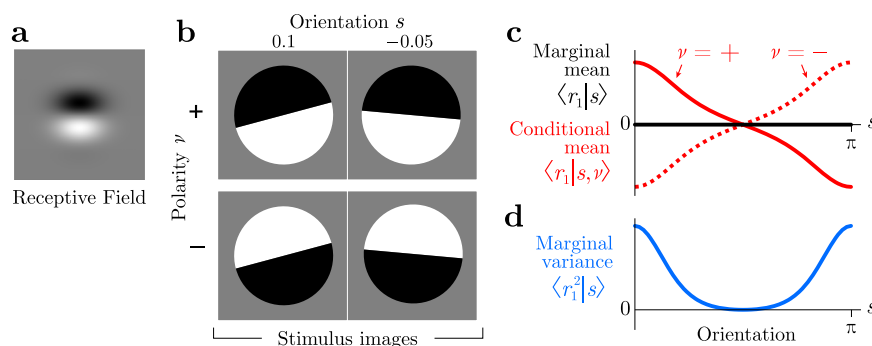 a
Receptive Field
b
Orientation s
0.1
−0.05
Polarity ν
+
−
Stimulus images
c
Marginal
mean
⟨r₁|s⟩
ν = +
ν = −
0
s
π
Conditional
mean
⟨r₁|s, ν⟩
d
Marginal
variance
⟨r₁²|s⟩
0
s
π
Orientation